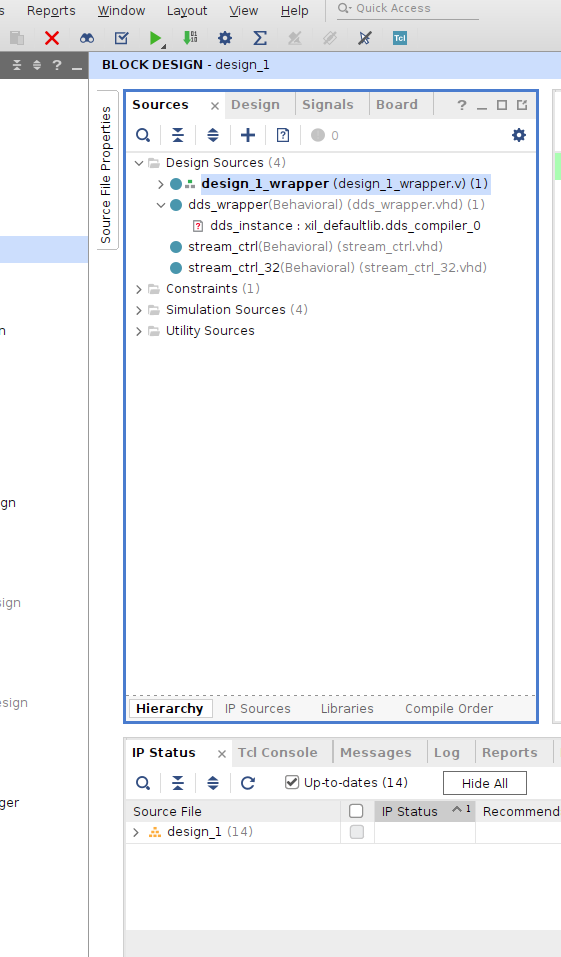 s Reports Window Layout View Help Quick Access
01
10
Σ Tcl
? BLOCK DESIGN - design_1
Source File Properties
Sources × Design Signals Board ?
? 0
Design Sources (4)
design_1_wrapper (design_1_wrapper.v) (1)
dds_wrapper(Behavioral) (dds_wrapper.vhd) (1)
? dds_instance : xil_defaultlib.dds_compiler_0
stream_ctrl(Behavioral) (stream_ctrl.vhd)
stream_ctrl_32(Behavioral) (stream_ctrl_32.vhd)
Constraints (1)
Simulation Sources (4)
Utility Sources
n
gn
sign
esign
ger
Hierarchy IP Sources Libraries Compile Order
IP Status × Tcl Console Messages Log Reports
Up-to-dates (14) Hide All
Source File IP Status 1 Recommend
design_1 (14)